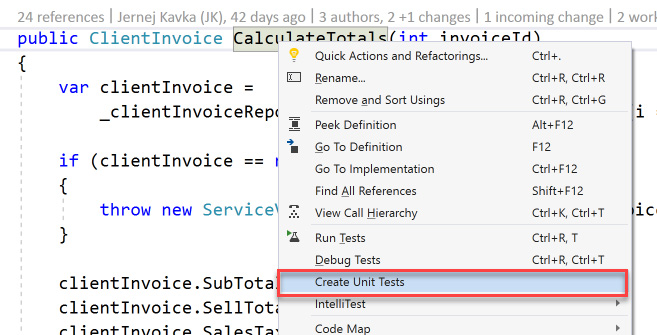 24 references | Jernej Kavka (JK), 42 days ago | 3 authors, 2 +1 changes | 1 incoming change | 2 work
public ClientInvoice CalculateTotals(int invoiceId)
{
Quick Actions and Refactorings... Ctrl+.
var clientInvoice =
Rename... Ctrl+R, Ctrl+R
_clientInvoiceRepo
Remove and Sort Usings Ctrl+R, Ctrl+G
Peek Definition Alt+F12
if (clientInvoice ==
Go To Definition F12
{
Go To Implementation Ctrl+F12
Find All References Shift+F12
throw new
View Call Hierarchy Ctrl+K, Ctrl+T
}
Run Tests Ctrl+R, T
Debug Tests Ctrl+R, Ctrl+T
clientInvoice.SubTota
Create Unit Tests
clientInvoice.SellTota
IntelliTest
clientInvoice.SalesTax
Code Map